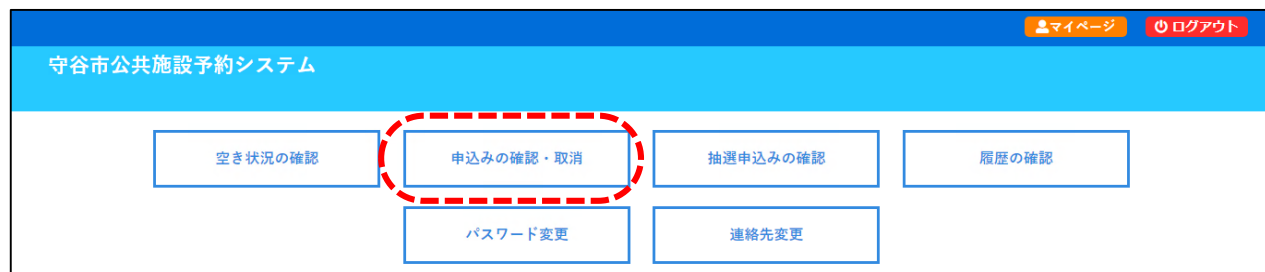 マイページ ログアウト
守谷市公共施設予約システム
空き状況の確認 申込みの確認・取消 抽選申込みの確認 履歴の確認
パスワード変更 連絡先変更